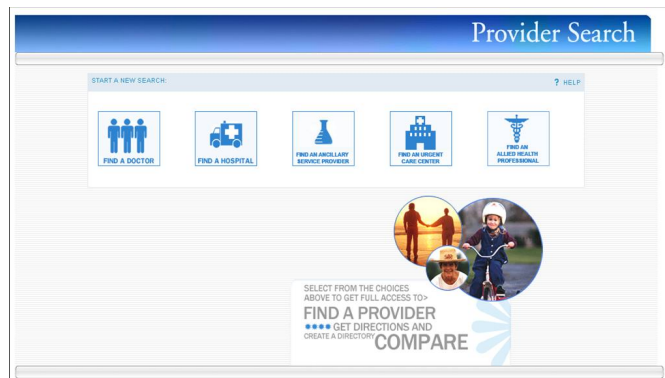 Provider Search
START A NEW SEARCH:
? HELP
FIND A DOCTOR
FIND A HOSPITAL
FIND AN ANCILLARY
SERVICE PROVIDER
FIND AN URGENT
CARE CENTER
FIND AN
ALLIED HEALTH
PROFESSIONAL
SELECT FROM THE CHOICES
ABOVE TO GET FULL ACCESS TO>
FIND A PROVIDER
GET DIRECTIONS AND
CREATE A DIRECTORY
COMPARE